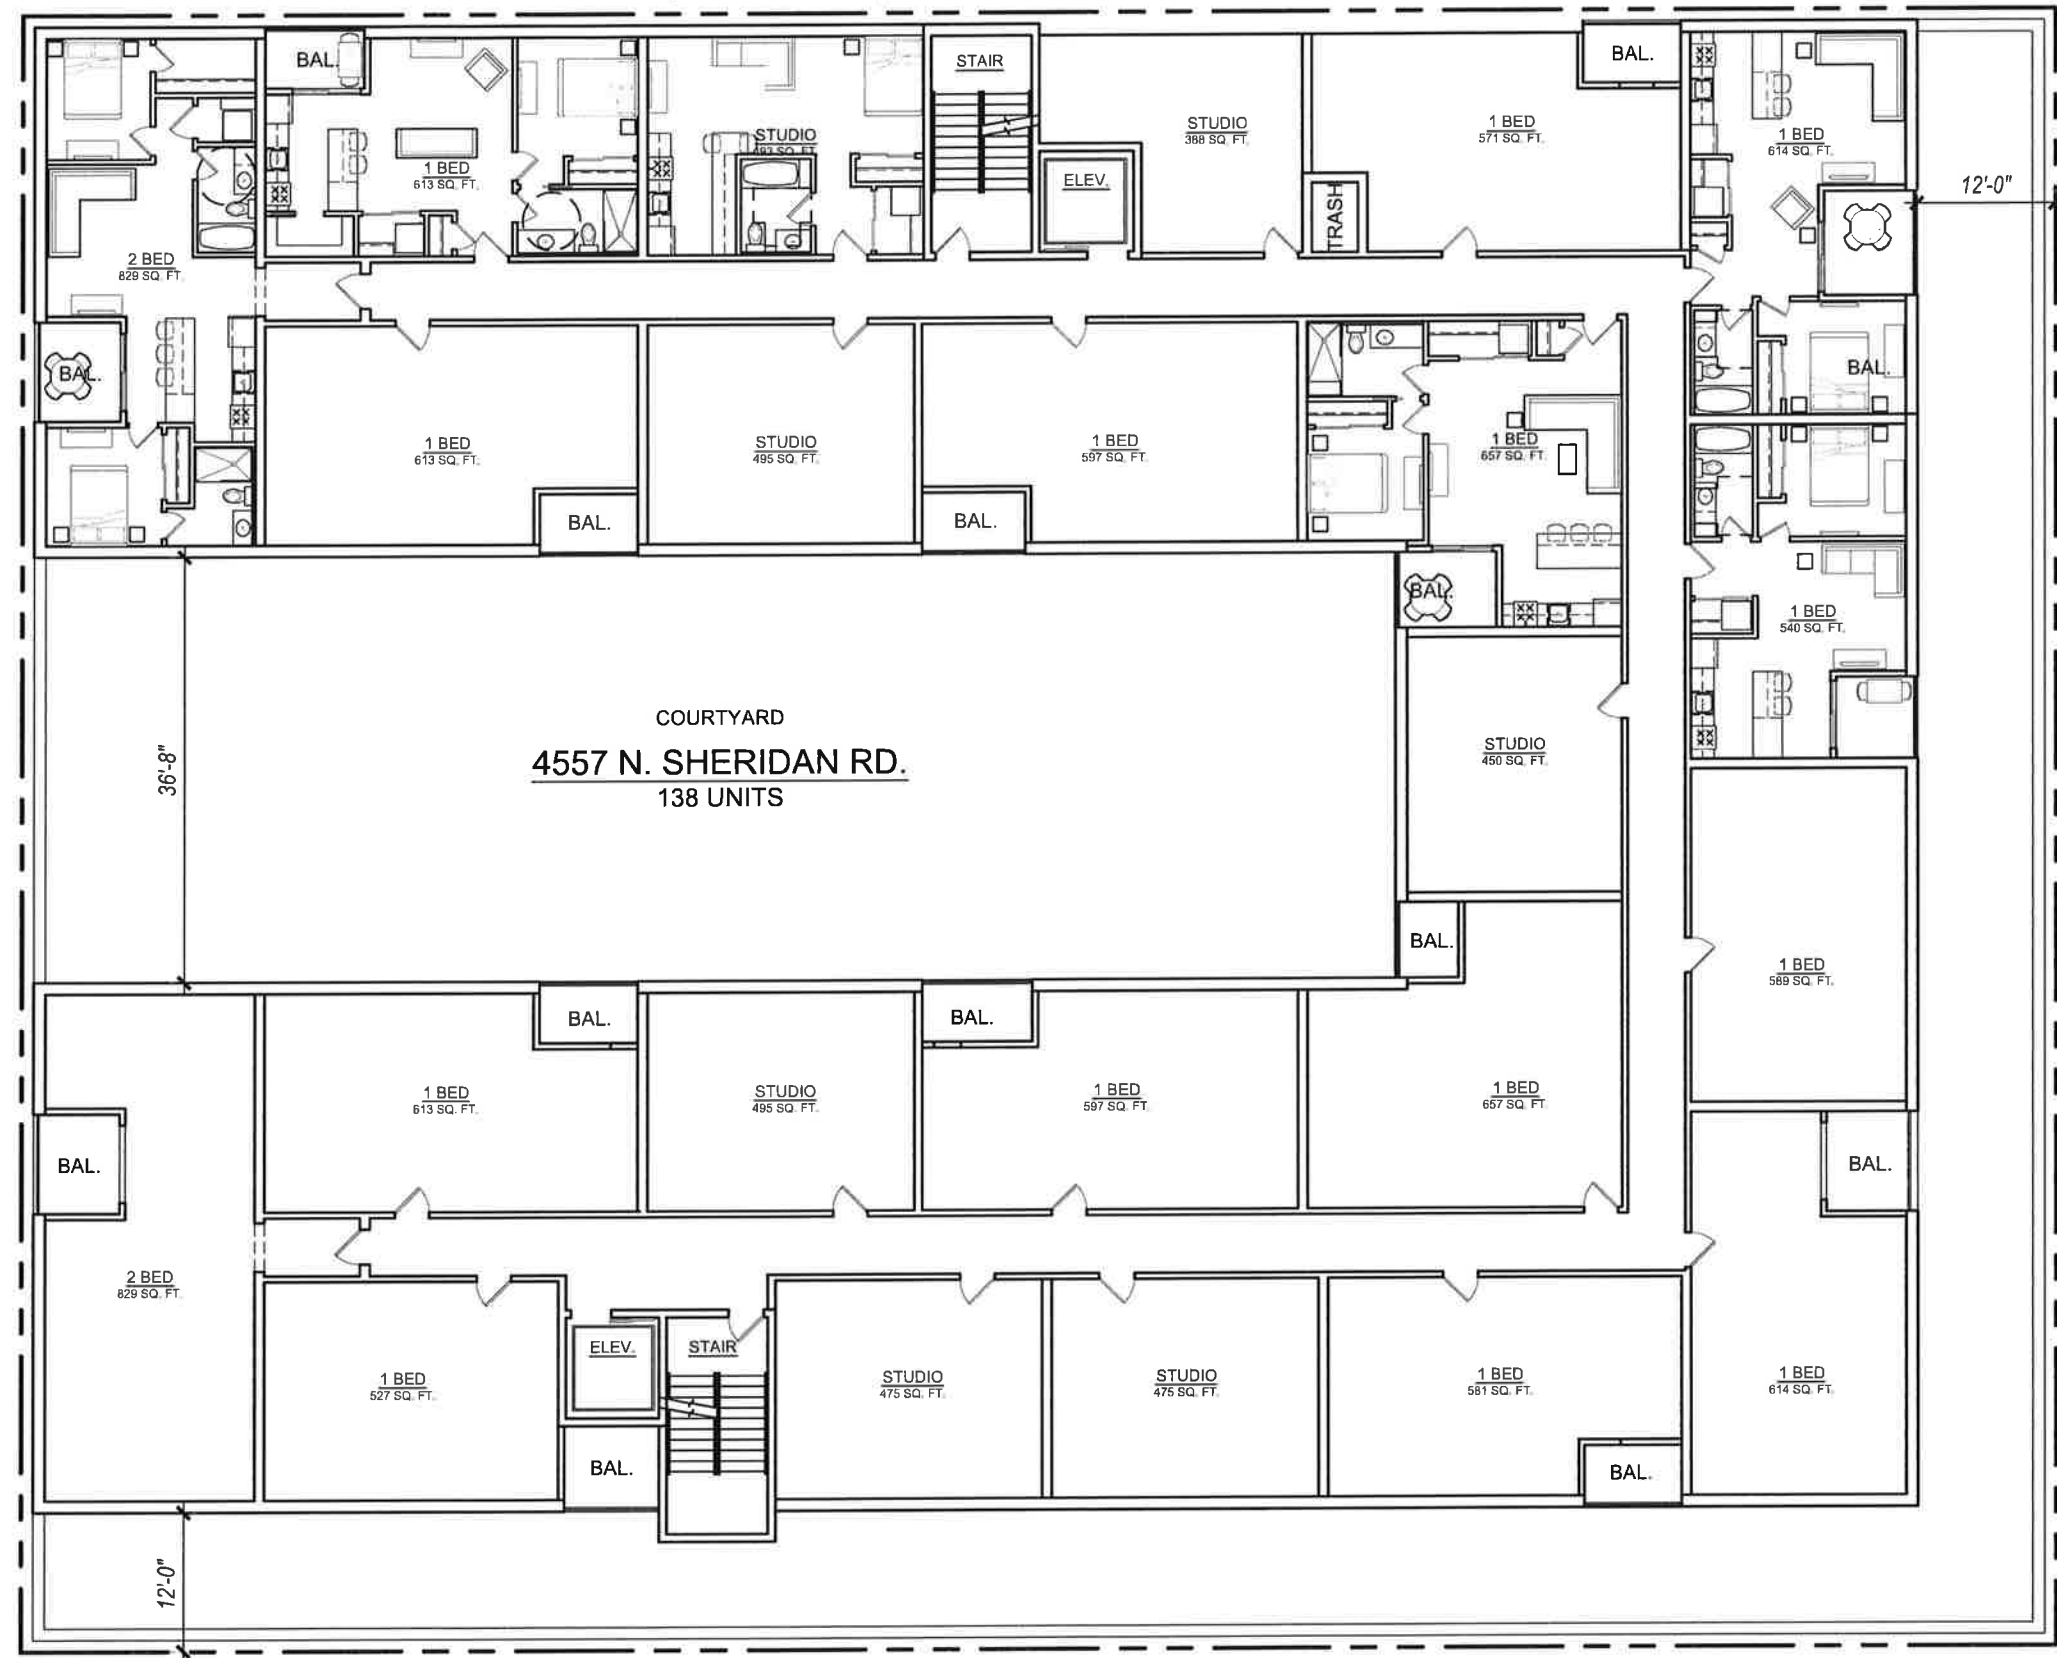 BAL.
STAIR
BAL.
STUDIO
493 SQ. FT.
STUDIO
388 SQ. FT.
1 BED
571 SQ. FT.
1 BED
614 SQ. FT.
1 BED
613 SQ. FT.
ELEV.
TRASH
12'-0"
2 BED
829 SQ. FT.
BAL.
BAL.
1 BED
613 SQ. FT.
STUDIO
495 SQ. FT.
1 BED
597 SQ. FT.
1 BED
657 SQ. FT.
BAL.
BAL.
BAL.
1 BED
540 SQ. FT.
36'-8"
COURTYARD
4557 N. SHERIDAN RD.
138 UNITS
STUDIO
450 SQ. FT.
BAL.
1 BED
589 SQ. FT.
BAL.
BAL.
1 BED
613 SQ. FT.
STUDIO
495 SQ. FT.
1 BED
597 SQ. FT.
1 BED
657 SQ. FT.
BAL.
BAL.
2 BED
829 SQ. FT.
ELEV.
STAIR
1 BED
527 SQ. FT.
STUDIO
475 SQ. FT.
STUDIO
475 SQ. FT.
1 BED
581 SQ. FT.
1 BED
614 SQ. FT.
BAL.
BAL.
12'-0"